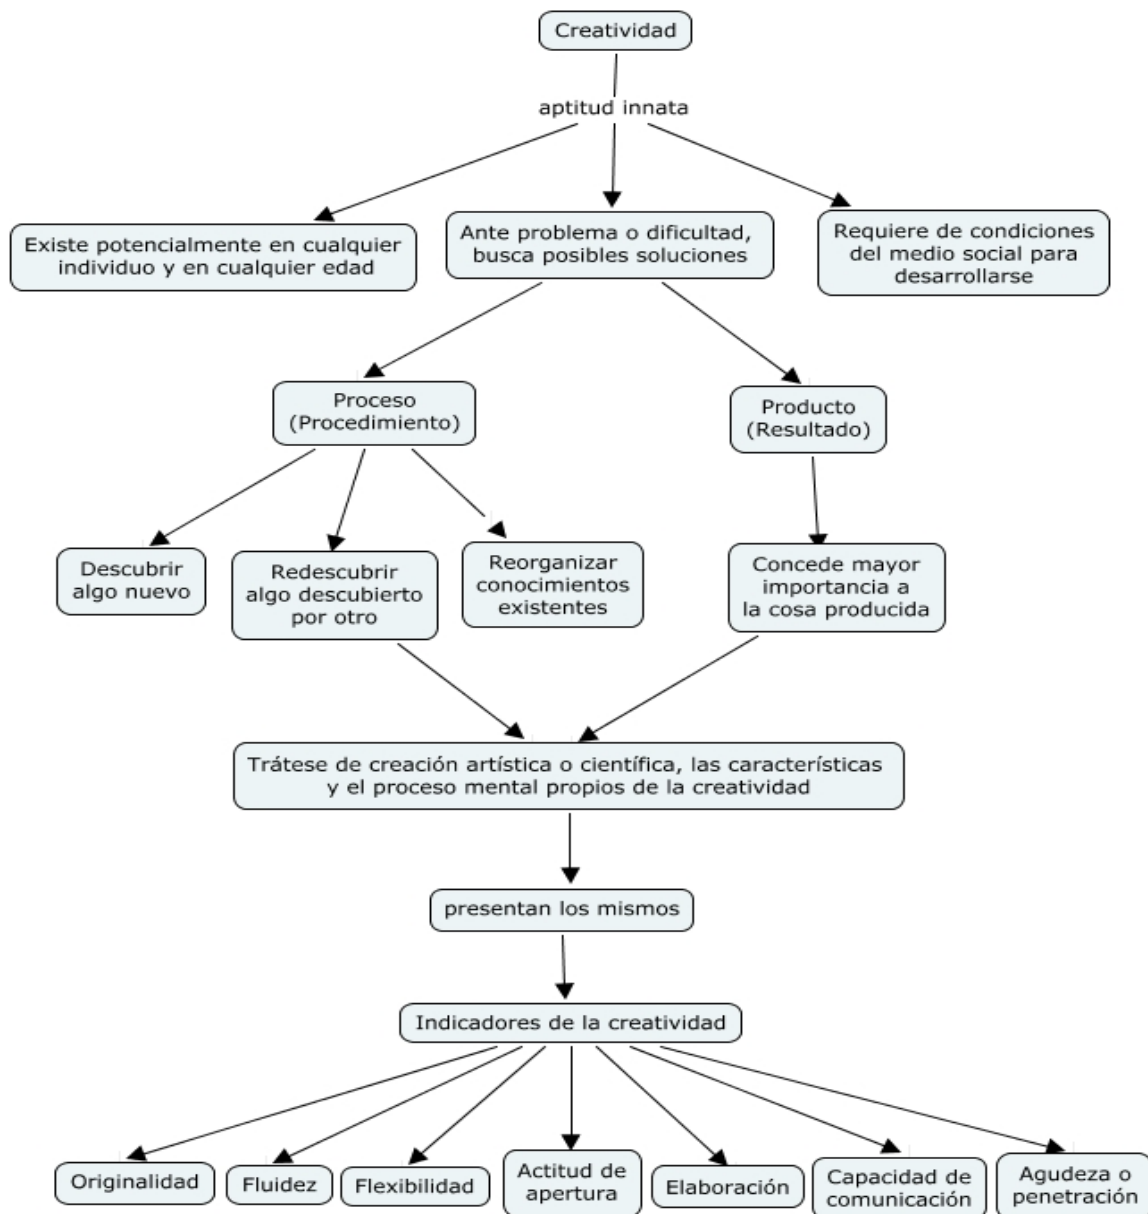 Creatividad
aptitud innata
Existe potencialmente en cualquier
individuo y en cualquier edad
Ante problema o dificultad,
busca posibles soluciones
Requiere de condiciones
del medio social para
desarrollarse
Proceso
(Procedimiento)
Producto
(Resultado)
Descubrir
algo nuevo
Redescubrir
algo descubierto
por otro
Reorganizar
conocimientos
existentes
Concede mayor
importancia a
la cosa producida
Trátese de creación artística o científica, las características
y el proceso mental propios de la creatividad
presentan los mismos
Indicadores de la creatividad
Originalidad
Fluidez
Flexibilidad
Actitud de
apertura
Elaboración
Capacidad de
comunicación
Agudeza o
penetración